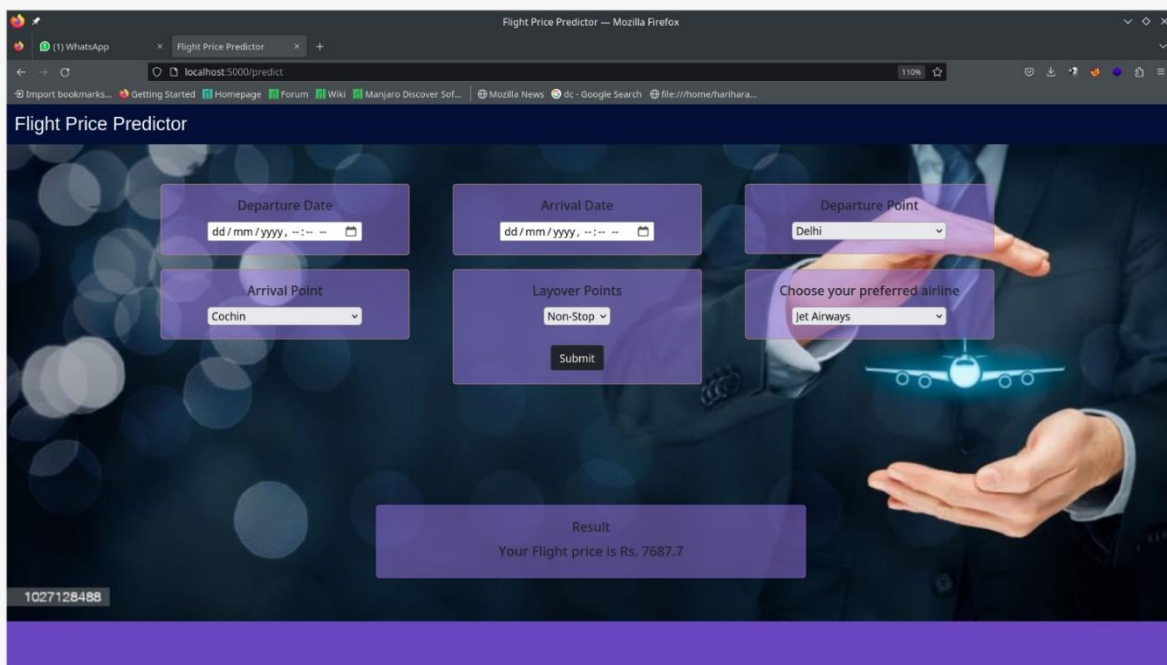 Flight Price Predictor — Mozilla Firefox
(1) WhatsApp
Flight Price Predictor
localhost:5000/predict
110%
Import bookmarks... Getting Started Homepage Forum Wiki Manjaro Discover Sof... Mozilla News dc - Google Search file:///home/harihara...
Flight Price Predictor
Departure Date
dd/mm/yyyy, --:-- --
Arrival Date
dd/mm/yyyy, --:-- --
Departure Point
Delhi
Arrival Point
Cochin
Layover Points
Non-Stop
Submit
Choose your preferred airline
Jet Airways
Result
Your Flight price is Rs. 7687.7
1027128488